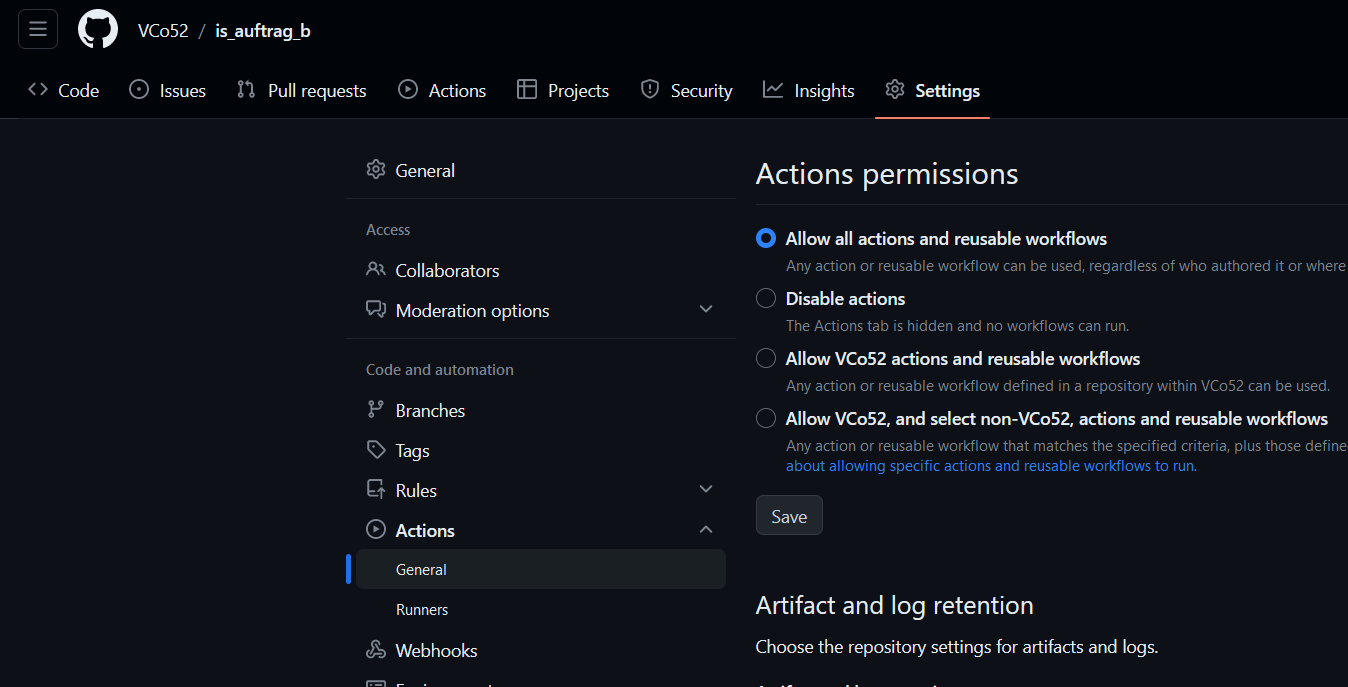 VCo52 / is_auftrag_b
Code Issues Pull requests Actions Projects Security Insights Settings
General
Access
Collaborators
Moderation options
Code and automation
Branches
Tags
Rules
Actions
General
Runners
Webhooks
Actions permissions
Allow all actions and reusable workflows
Any action or reusable workflow can be used, regardless of who authored it or where
Disable actions
The Actions tab is hidden and no workflows can run.
Allow VCo52 actions and reusable workflows
Any action or reusable workflow defined in a repository within VCo52 can be used.
Allow VCo52, and select non-VCo52, actions and reusable workflows
Any action or reusable workflow that matches the specified criteria, plus those define
about allowing specific actions and reusable workflows to run.
Save
Artifact and log retention
Choose the repository settings for artifacts and logs.